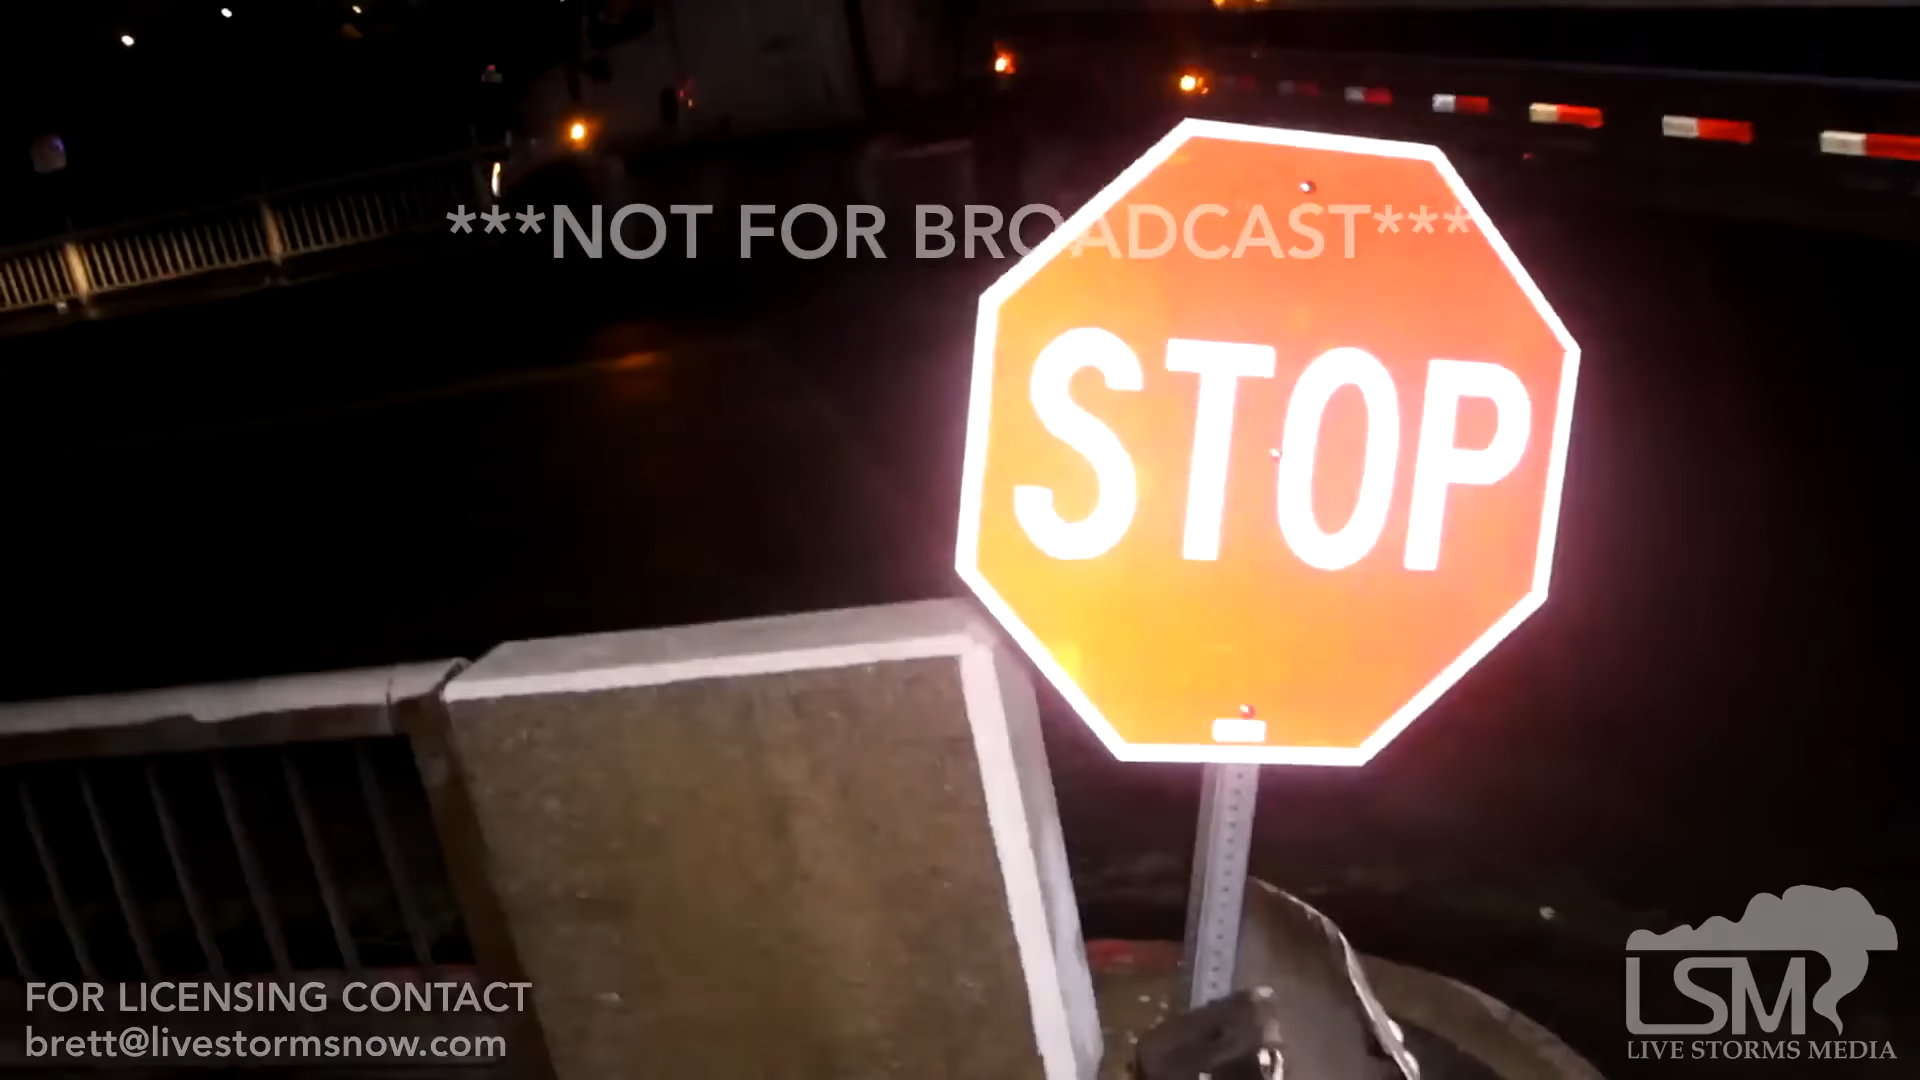 ***NOT FOR BROADCAST***
STOP
FOR LICENSING CONTACT
brett@livestormsnow.com
LSM
LIVE STORMS MEDIA